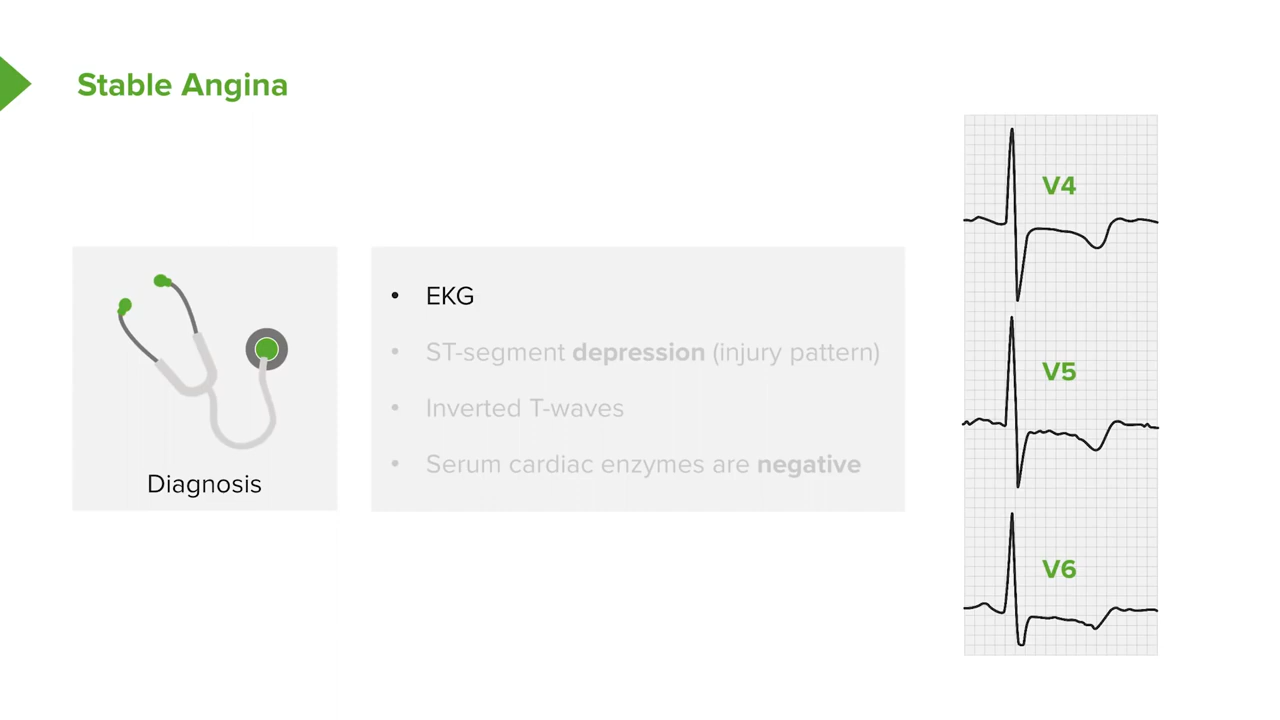 Stable Angina
Diagnosis
• EKG
• ST-segment depression (injury pattern)
• Inverted T-waves
• Serum cardiac enzymes are negative
V4
V5
V6